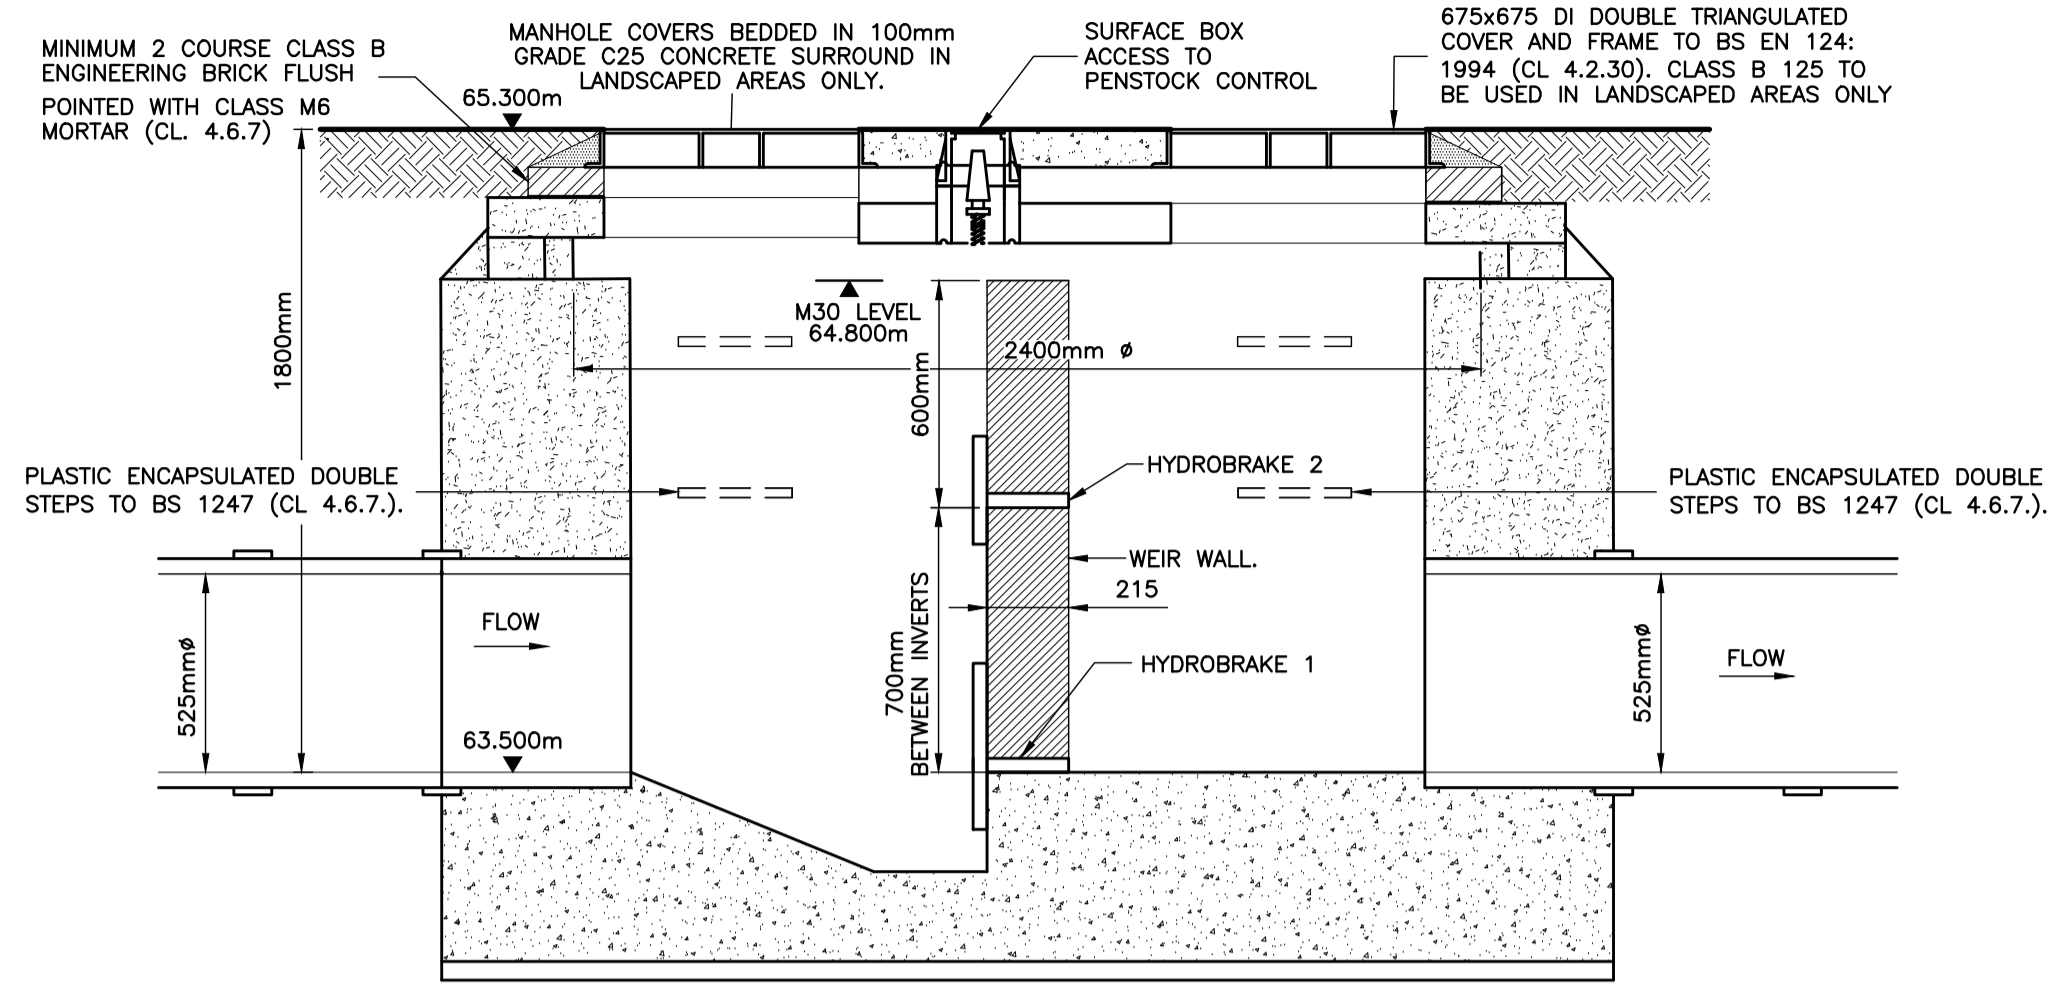 MINIMUM 2 COURSE CLASS B
ENGINEERING BRICK FLUSH
POINTED WITH CLASS M6
MORTAR (CL. 4.6.7)
65.300m
MANHOLE COVERS BEDDED IN 100mm
GRADE C25 CONCRETE SURROUND IN
LANDSCAPED AREAS ONLY.
SURFACE BOX
ACCESS TO
PENSTOCK CONTROL
675x675 DI DOUBLE TRIANGULATED
COVER AND FRAME TO BS EN 124:
1994 (CL 4.2.30). CLASS B 125 TO
BE USED IN LANDSCAPED AREAS ONLY
1800mm
M30 LEVEL
64.800m
600mm
2400mm ø
PLASTIC ENCAPSULATED DOUBLE
STEPS TO BS 1247 (CL 4.6.7.).
HYDROBRAKE 2
PLASTIC ENCAPSULATED DOUBLE
STEPS TO BS 1247 (CL 4.6.7.).
WEIR WALL.
215
700mm
BETWEEN INVERTS
HYDROBRAKE 1
525mmø
FLOW
63.500m
525mmø
FLOW